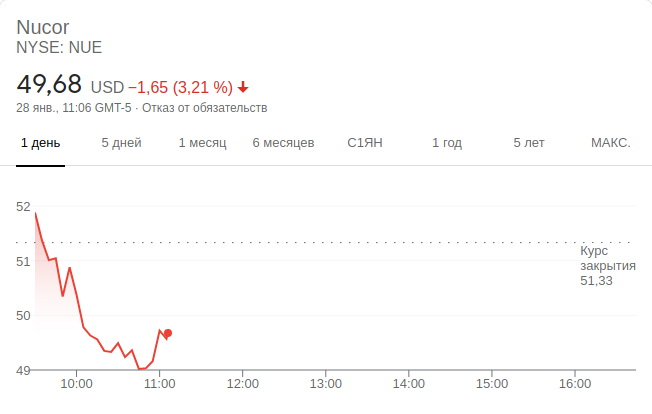 Nucor
NYSE: NUE
49,68 USD −1,65 (3,21 %)
28 янв., 11:06 GMT-5 · Отказ от обязательств
1 день 5 дней 1 месяц 6 месяцев С1ЯН 1 год 5 лет МАКС.
52
51
50
49
Курс
закрытия
51,33
10:00 11:00 12:00 13:00 14:00 15:00 16:00